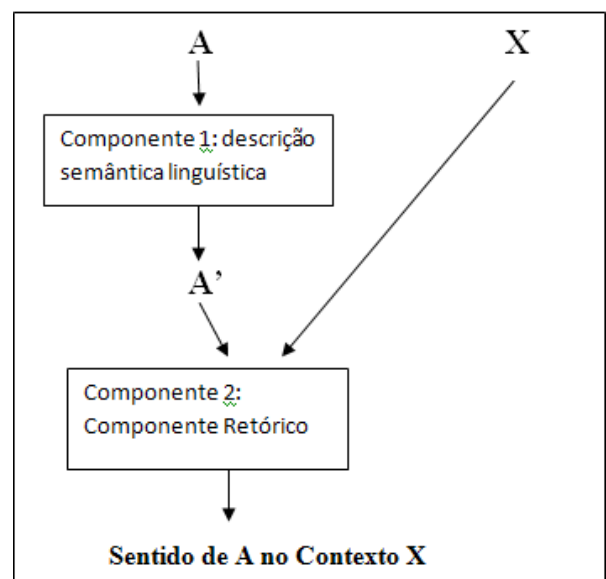 A X
Componente 1: descrição
semântica linguística
A’
Componente 2:
Componente Retórico
Sentido de A no Contexto X